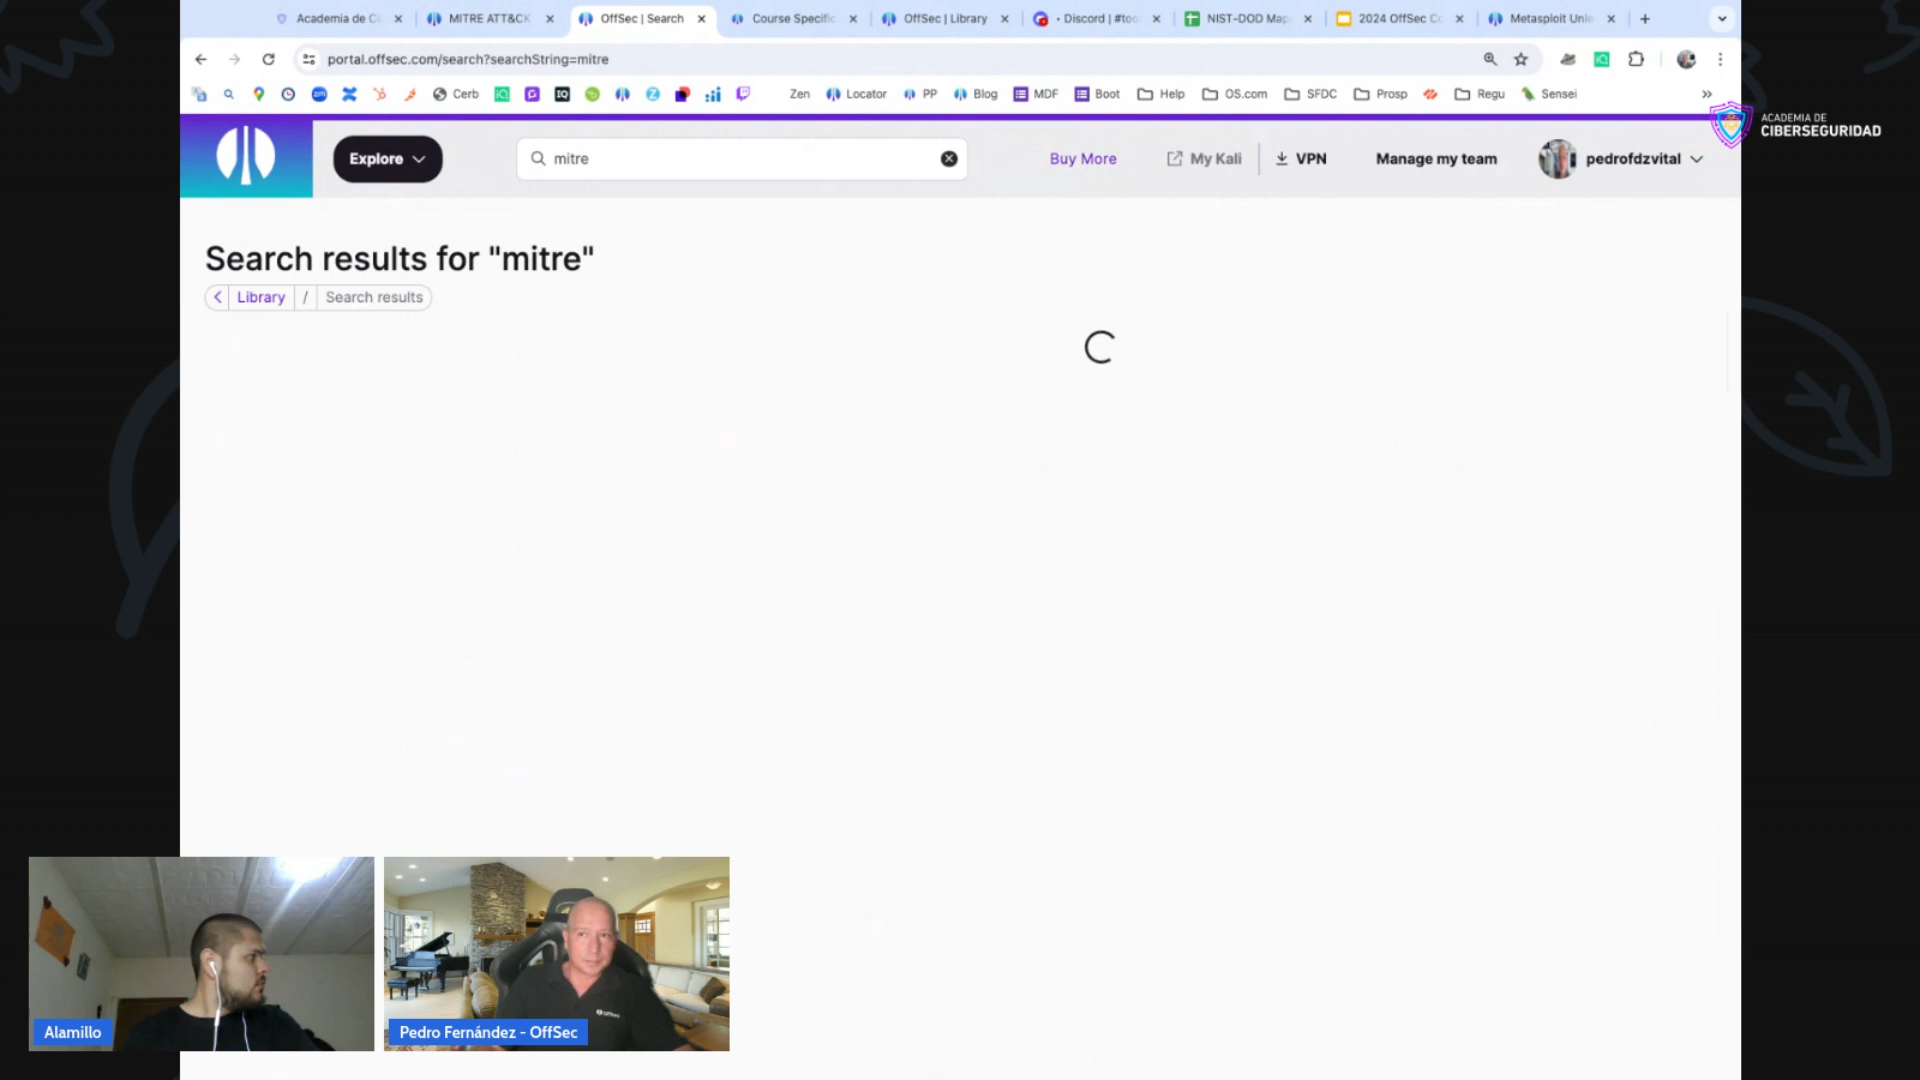 Academia de C
MITRE ATT&CK
OffSec | Search
Course Specific
OffSec | Library
• Discord | #too
NIST-DOD Map
2024 OffSec Co
Metasploit Unle
portal.offsec.com/search?searchString=mitre
Cerb
Zen
Locator
PP
Blog
MDF
Boot
Help
OS.com
SFDC
Prosp
Regu
Sensei
ACADEMIA DE
CIBERSEGURIDAD
Explore
mitre
Buy More
My Kali
VPN
Manage my team
pedrofdzvital
Search results for "mitre"
Library / Search results
Alamillo
Pedro Fernández - OffSec